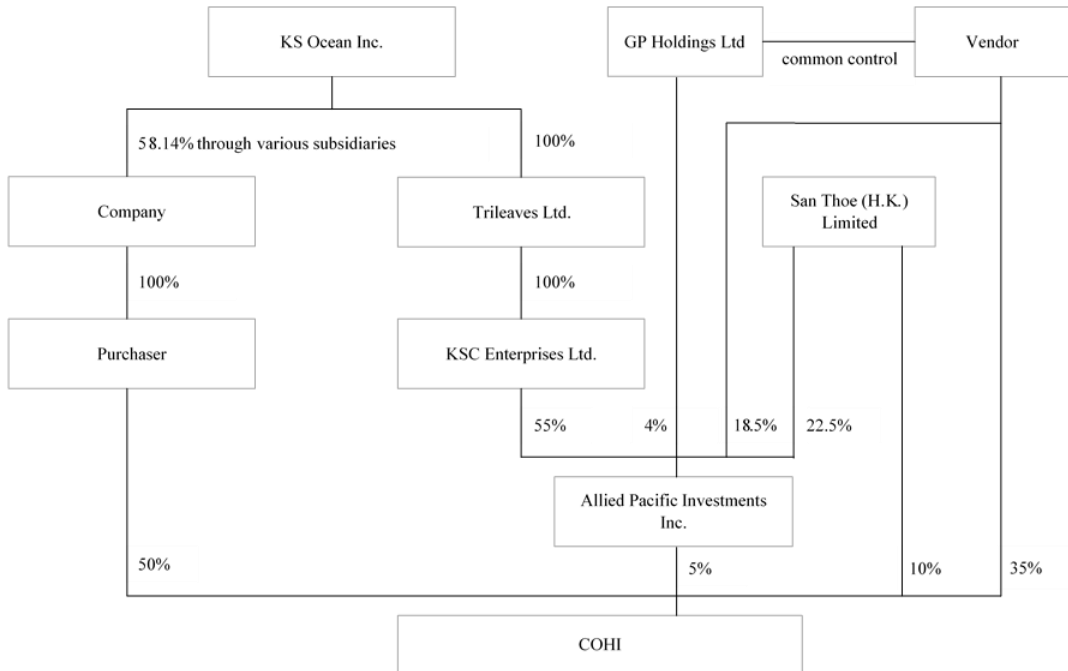 KS Ocean Inc.
GP Holdings Ltd
Vendor
common control
58.14% through various subsidiaries
100%
Company
Trileaves Ltd.
San Thoe (H.K.)
Limited
100%
100%
Purchaser
KSC Enterprises Ltd.
55%
4%
18.5%
22.5%
Allied Pacific Investments
Inc.
50%
5%
10%
35%
COHI